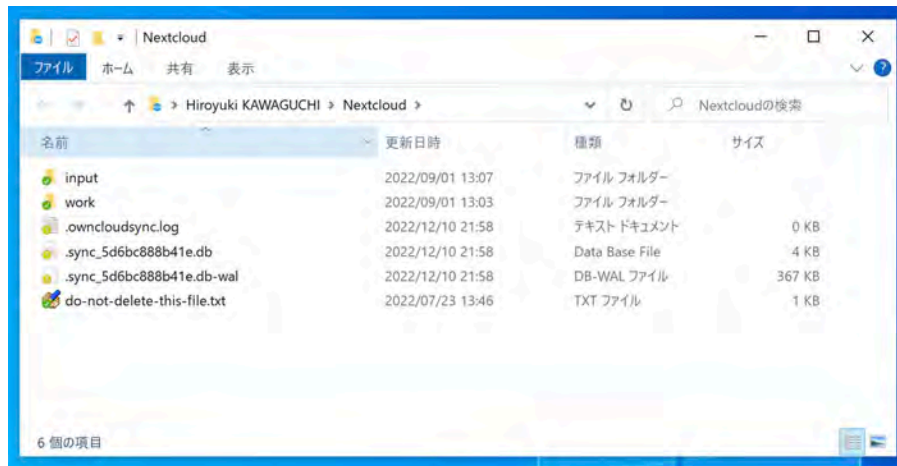 Nextcloud
ファイル ホーム 共有 表示
Hiroyuki KAWAGUCHI > Nextcloud > Nextcloudの検索
名前 更新日時 種類 サイズ
input 2022/09/01 13:07 ファイル フォルダー
work 2022/09/01 13:03 ファイル フォルダー
.owncloudsync.log 2022/12/10 21:58 テキスト ドキュメント 0 KB
.sync_5d6bc888b41e.db 2022/12/10 21:58 Data Base File 4 KB
.sync_5d6bc888b41e.db-wal 2022/12/10 21:58 DB-WAL ファイル 367 KB
do-not-delete-this-file.txt 2022/07/23 13:46 TXT ファイル 1 KB
6 個の項目